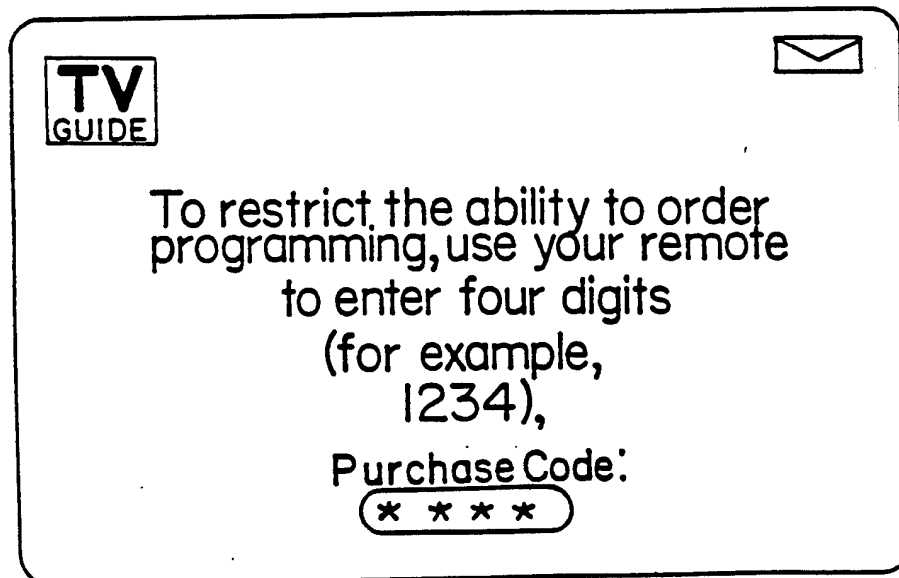 TV
GUIDE
To restrict the ability to order
programming, use your remote
to enter four digits
(for example,
1234),
Purchase Code:
* * * *